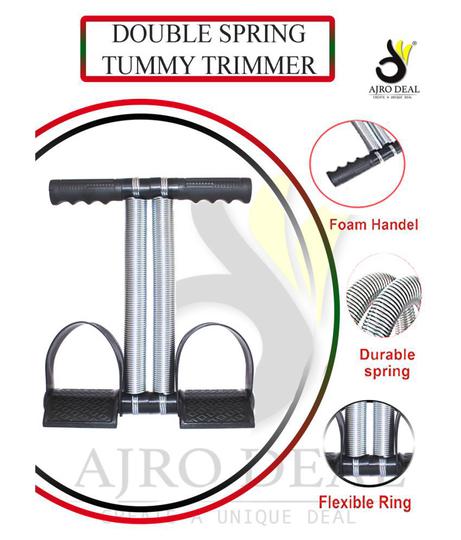 DOUBLE SPRING
TUMMY TRIMMER
AJRO DEAL
CREATE A UNIQUE DEAL
Foam Handel
Durable
spring
Flexible Ring
AJRO DEAL
CREATE A UNIQUE DEAL